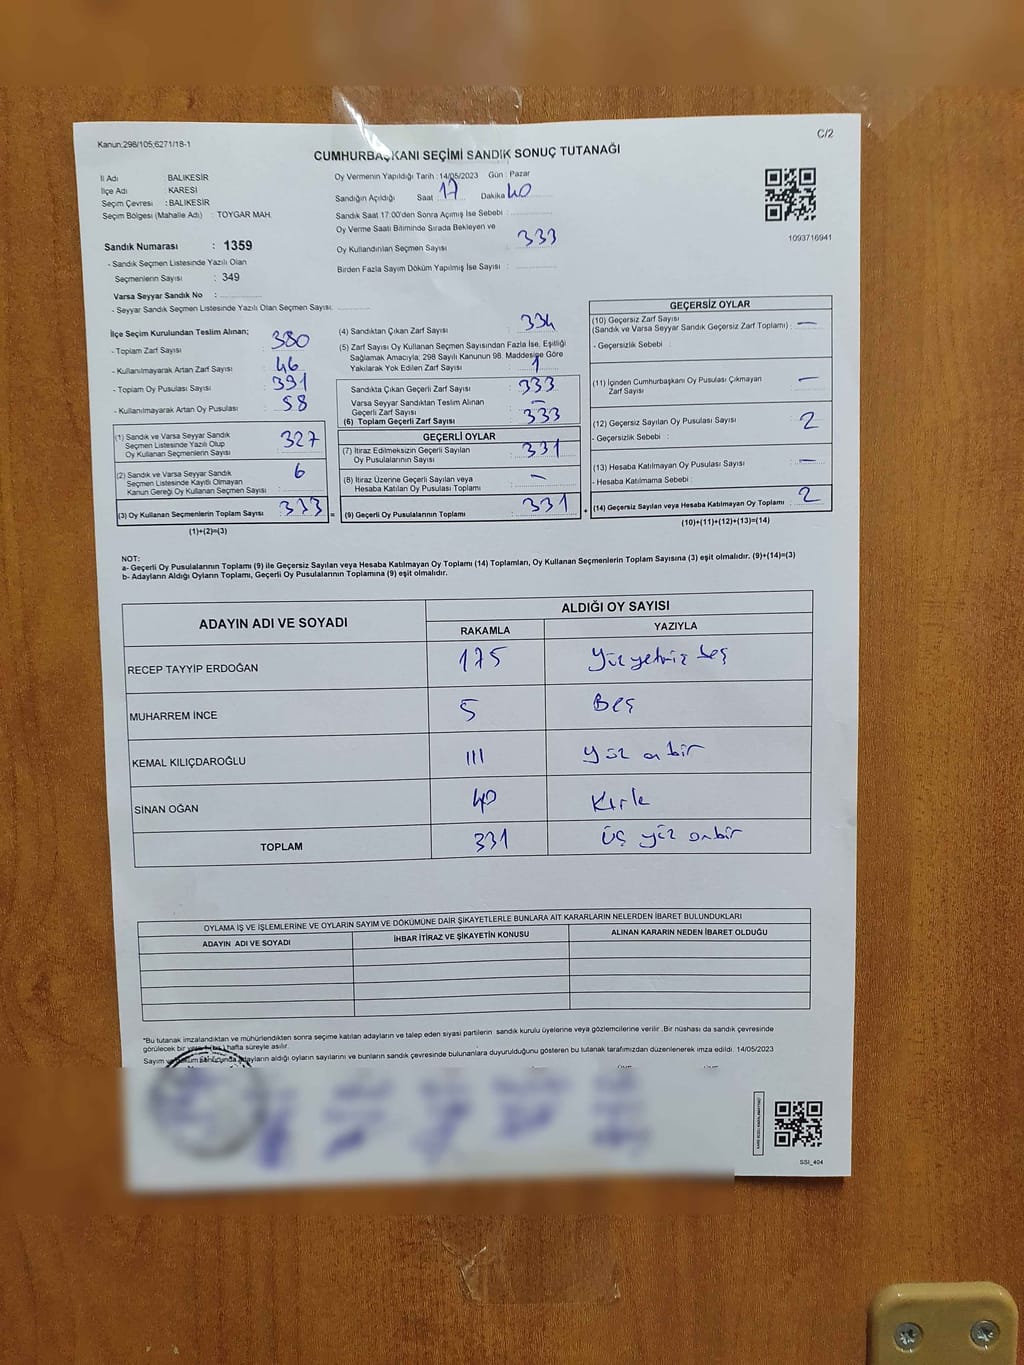 Kanun:298/105;6271/18-1
C/2
CUMHURBAŞKANI SEÇİMİ SANDIK SONUÇ TUTANAĞI
İl Adı : BALIKESİR
İlçe Adı : KARESİ
Seçim Çevresi : BALIKESİR
Seçim Bölgesi (Mahalle Adı) : TOYGAR MAH.
Sandık Numarası : 1359
- Sandık Seçmen Listesinde Yazılı Olan
Seçmenlerin Sayısı : 349
Varsa Seyyar Sandık No :
- Seyyar Sandık Seçmen Listesinde Yazılı Olan Seçmen Sayısı:
Oy Vermenin Yapıldığı Tarih : 14/05/2023 Gün : Pazar
Sandığın Açıldığı Saat 17 Dakika 40
Sandık Saat 17:00'den Sonra Açımış İse Sebebi :
Oy Verme Saati Bitiminde Sırada Bekleyen ve
Oy Kullandırılan Seçmen Sayısı : 333
Birden Fazla Sayım Döküm Yapılmış İse Sayısı :
1093716941
İlçe Seçim Kurulundan Teslim Alınan;
- Toplam Zarf Sayısı : 380
- Kullanılmayarak Artan Zarf Sayısı : 46
- Toplam Oy Pusulası Sayısı : 391
- Kullanılmayarak Artan Oy Pusulası : 58
(1) Sandık ve Varsa Seyyar Sandık
Seçmen Listesinde Yazılı Olup
Oy Kullanan Seçmenlerin Sayısı : 327
(2) Sandık ve Varsa Seyyar Sandık
Seçmen Listesinde Kayıtlı Olmayan
Kanun Gereği Oy Kullanan Seçmen Sayısı : 6
(3) Oy Kullanan Seçmenlerin Toplam Sayısı : 333 =
(1)+(2)=(3)
(4) Sandıktan Çıkan Zarf Sayısı : 334
(5) Zarf Sayısı Oy Kullanan Seçmen Sayısından Fazla İse, Eşitliği
Sağlamak Amacıyla; 298 Sayılı Kanunun 98. Maddesine Göre
Yakılarak Yok Edilen Zarf Sayısı : 1
Sandıkta Çıkan Geçerli Zarf Sayısı : 333
Varsa Seyyar Sandıktan Teslim Alınan
Geçerli Zarf Sayısı : —
(6) Toplam Geçerli Zarf Sayısı : 333
GEÇERLİ OYLAR
(7) İtiraz Edilmeksizin Geçerli Sayılan
Oy Pusulalarının Sayısı : 331
(8) İtiraz Üzerine Geçerli Sayılan veya
Hesaba Katılan Oy Pusulası Toplamı : —
(9) Geçerli Oy Pusulalarının Toplamı : 331 +
GEÇERSİZ OYLAR
(10) Geçersiz Zarf Sayısı
(Sandık ve Varsa Seyyar Sandık Geçersiz Zarf Toplamı) : —
- Geçersizlik Sebebi :
(11) İçinden Cumhurbaşkanı Oy Pusulası Çıkmayan
Zarf Sayısı : —
(12) Geçersiz Sayılan Oy Pusulası Sayısı : 2
- Geçersizlik Sebebi :
(13) Hesaba Katılmayan Oy Pusulası Sayısı : —
- Hesaba Katılmama Sebebi :
(14) Geçersiz Sayılan veya Hesaba Katılmayan Oy Toplamı : 2
(10)+(11)+(12)+(13)=(14)
NOT:
a- Geçerli Oy Pusulalarının Toplamı (9) ile Geçersiz Sayılan veya Hesaba Katılmayan Oy Toplamı (14) Toplamları, Oy Kullanan Seçmenlerin Toplam Sayısına (3) eşit olmalıdır. (9)+(14)=(3)
b- Adayların Aldığı Oyların Toplamı, Geçerli Oy Pusulalarının Toplamına (9) eşit olmalıdır.
ADAYIN ADI VE SOYADI ALDIĞI OY SAYISI
RAKAMLA YAZIYLA
RECEP TAYYİP ERDOĞAN 175 Yüz yetmiş beş
MUHARREM İNCE 5 Beş
KEMAL KILIÇDAROĞLU 111 yüz on bir
SİNAN OĞAN 40 Kırk
TOPLAM 331 üç yüz onbir
OYLAMA İŞ VE İŞLEMLERİNE VE OYLARIN SAYIM VE DÖKÜMÜNE DAİR ŞİKAYETLERLE BUNLARA AİT KARARLARIN NELERDEN İBARET BULUNDUKLARI
ADAYIN ADI VE SOYADI İHBAR İTİRAZ VE ŞİKAYETİN KONUSU ALINAN KARARIN NEDEN İBARET OLDUĞU
*Bu tutanak imzalandıktan ve mühürlendikten sonra seçime katılan adayların ve talep eden siyasi partilerin sandık kurulu üyelerine veya gözlemcilerine verilir .Bir nüshası da sandık çevresinde
görülecek bir yere 1 (bir) hafta süreyle asılır.
Sayım ve döküm sonucunda adayların aldığı oyların sayılarını ve bunların sandık çevresinde bulunanlara duyurulduğunu gösteren bu tutanak tarafımızdan düzenlenerek imza edildi. 14/05/2023
SSI_404